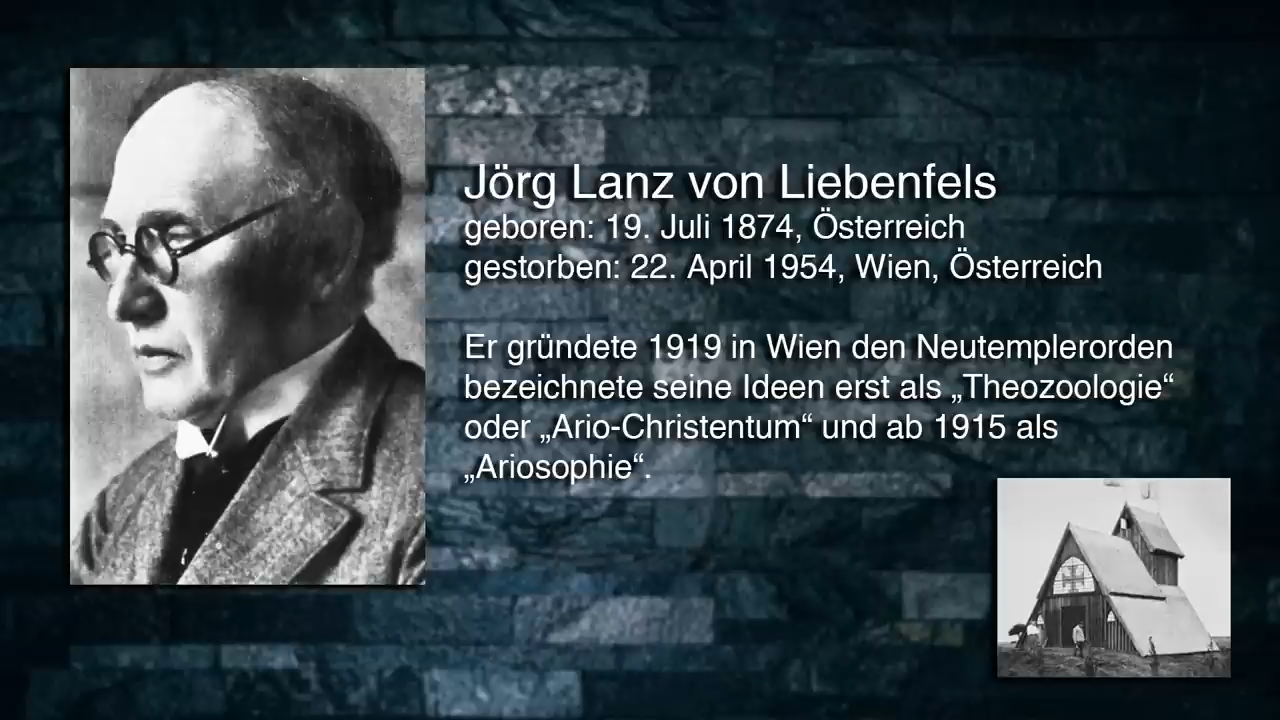 Jörg Lanz von Liebenfels
geboren: 19. Juli 1874, Österreich
gestorben: 22. April 1954, Wien, Österreich
Er gründete 1919 in Wien den Neutemplerorden
bezeichnete seine Ideen erst als „Theozoologie“
oder „Ario-Christentum“ und ab 1915 als
„Ariosophie“.